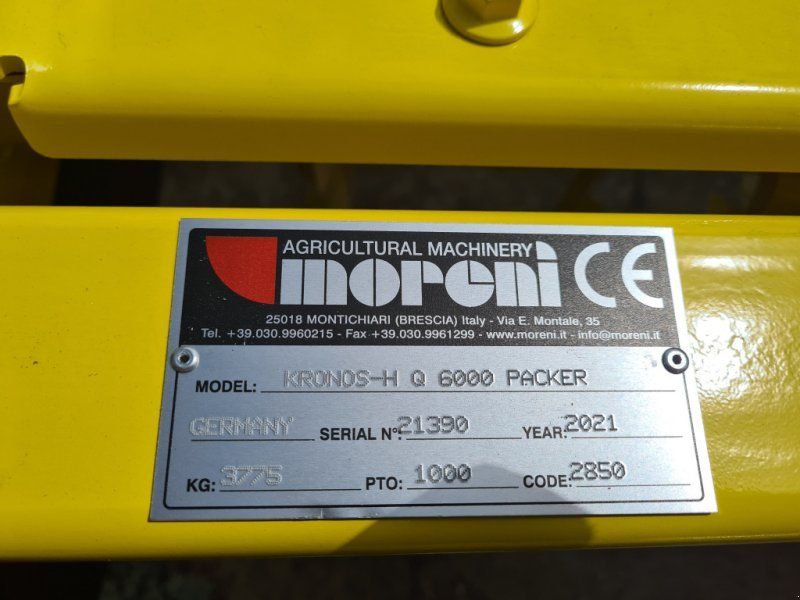 AGRICULTURAL MACHINERY
moreni CE
25018 MONTICHIARI (BRESCIA) Italy - Via E. Montale, 35
Tel. +39.030.9960215 - Fax +39.030.9961299 - www.moreni.it - info@moreni.it
MODEL: KRONOS-H Q 6000 PACKER
GERMANY SERIAL N°: 21390 YEAR: 2021
KG: 3775 PTO: 1000 CODE: 2850